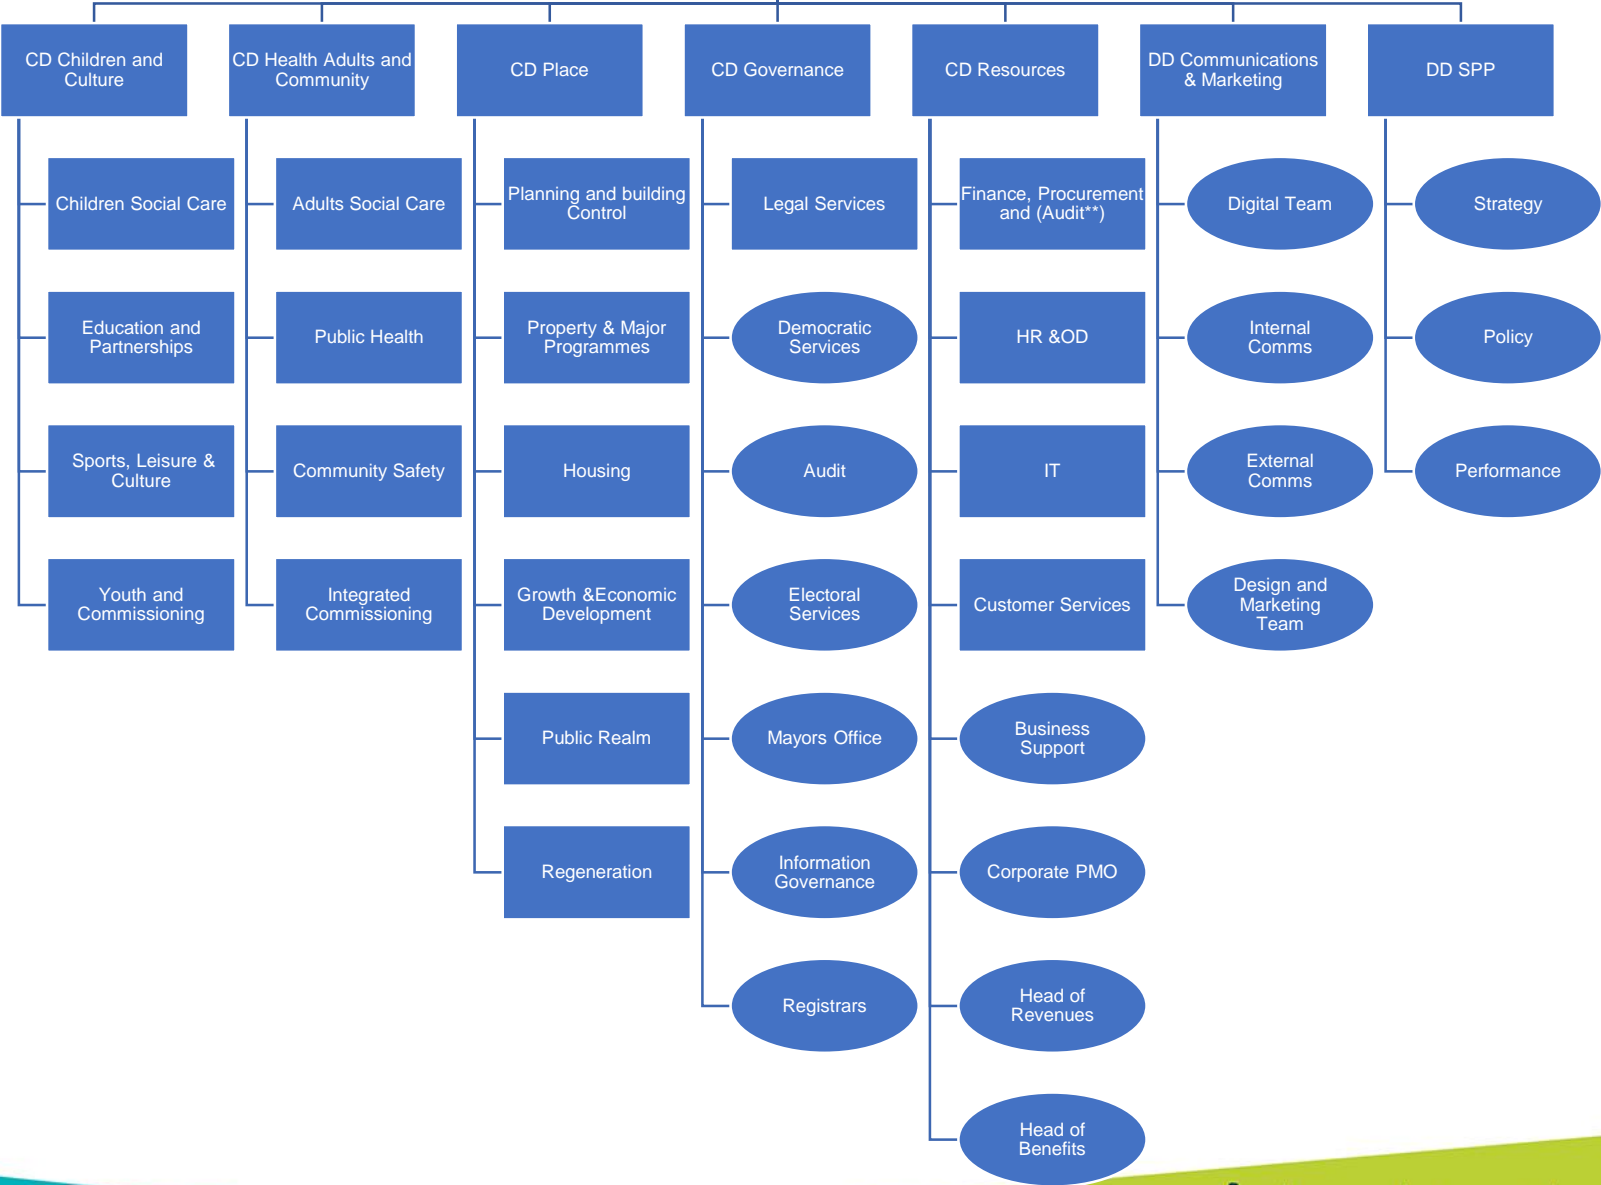 CD Children and
Culture
CD Health Adults and
Community
CD Place
CD Governance
CD Resources
DD Communications
& Marketing
DD SPP
Children Social Care
Adults Social Care
Planning and building
Control
Legal Services
Finance, Procurement
and (Audit**)
Digital Team
Strategy
Education and
Partnerships
Public Health
Property & Major
Programmes
Democratic
Services
HR &OD
Internal
Comms
Policy
Sports, Leisure &
Culture
Community Safety
Housing
Audit
IT
External
Comms
Performance
Youth and
Commissioning
Integrated
Commissioning
Growth &Economic
Development
Electoral
Services
Customer Services
Design and
Marketing
Team
Public Realm
Mayors Office
Business
Support
Regeneration
Information
Governance
Corporate PMO
Registrars
Head of
Revenues
Head of
Benefits